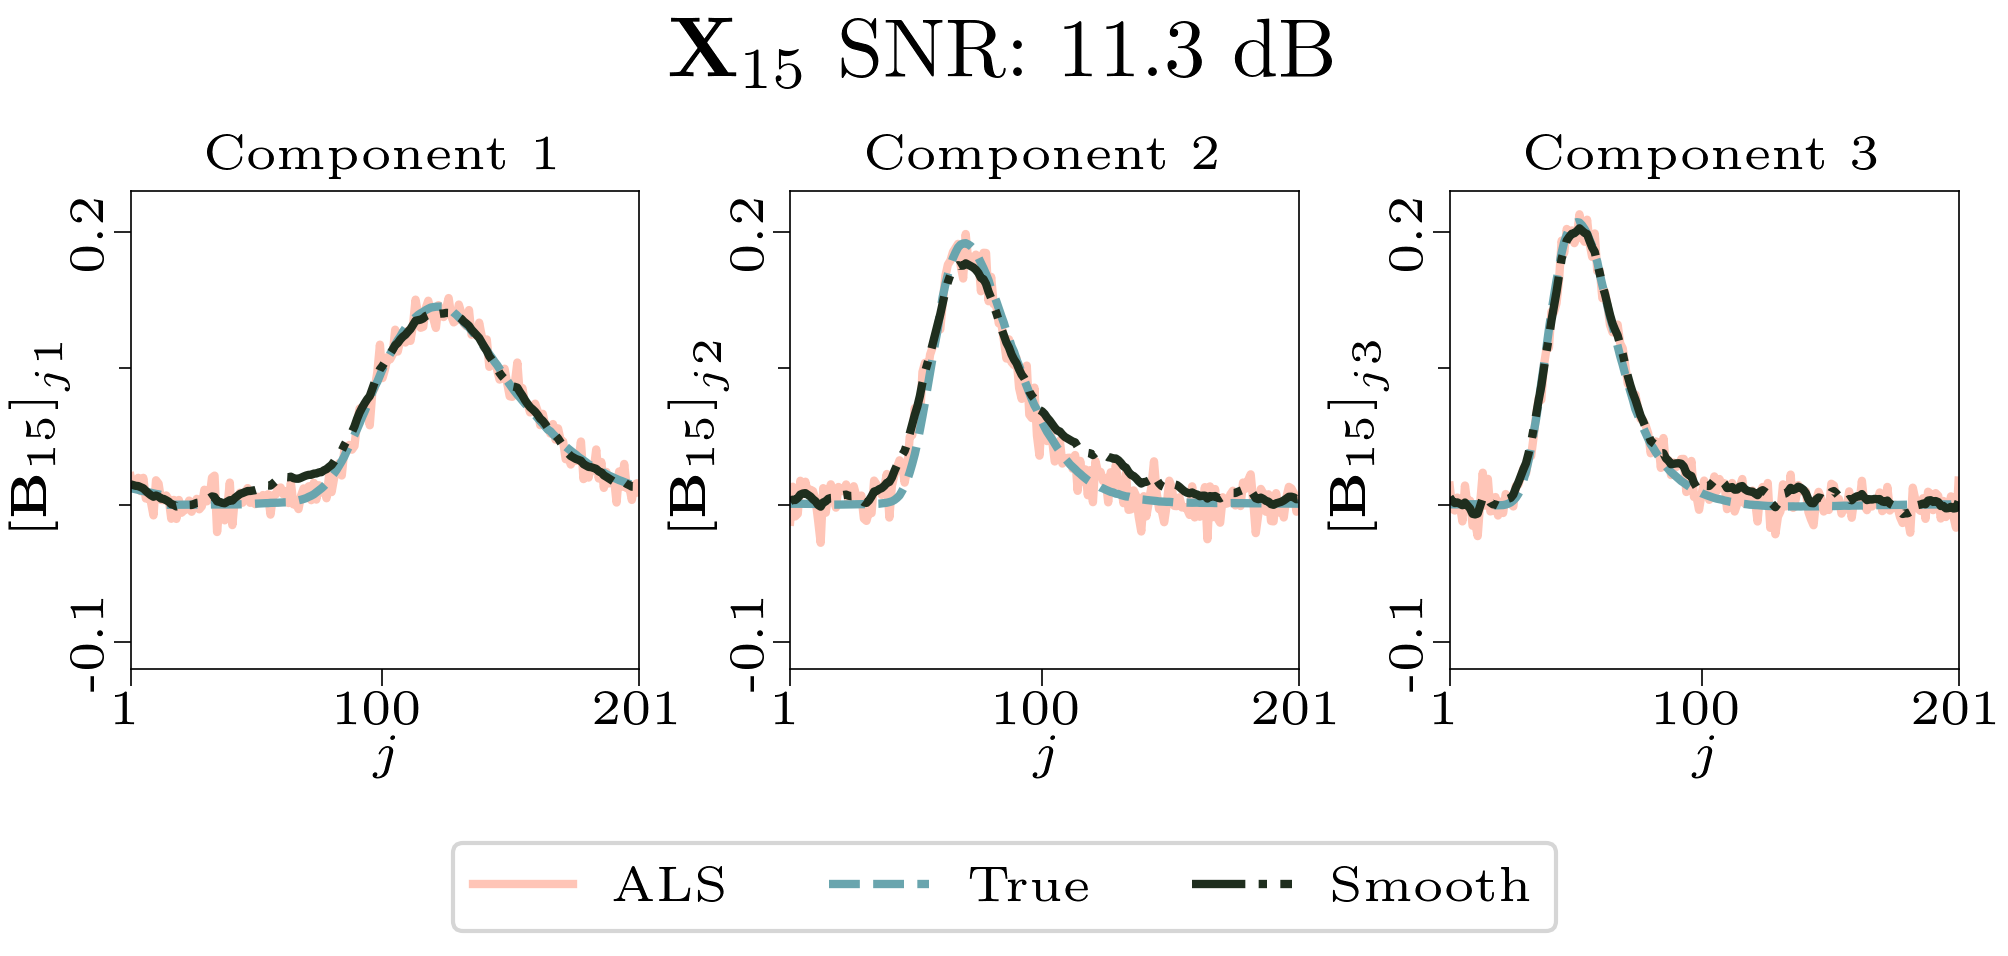 X₁₅ SNR: 11.3 dB
Component 1
Component 2
Component 3
0.2
-0.1
[B₁₅]ⱼ₁
1 100 201
j
0.2
-0.1
[B₁₅]ⱼ₂
1 100 201
j
0.2
-0.1
[B₁₅]ⱼ₃
1 100 201
j
ALS True Smooth